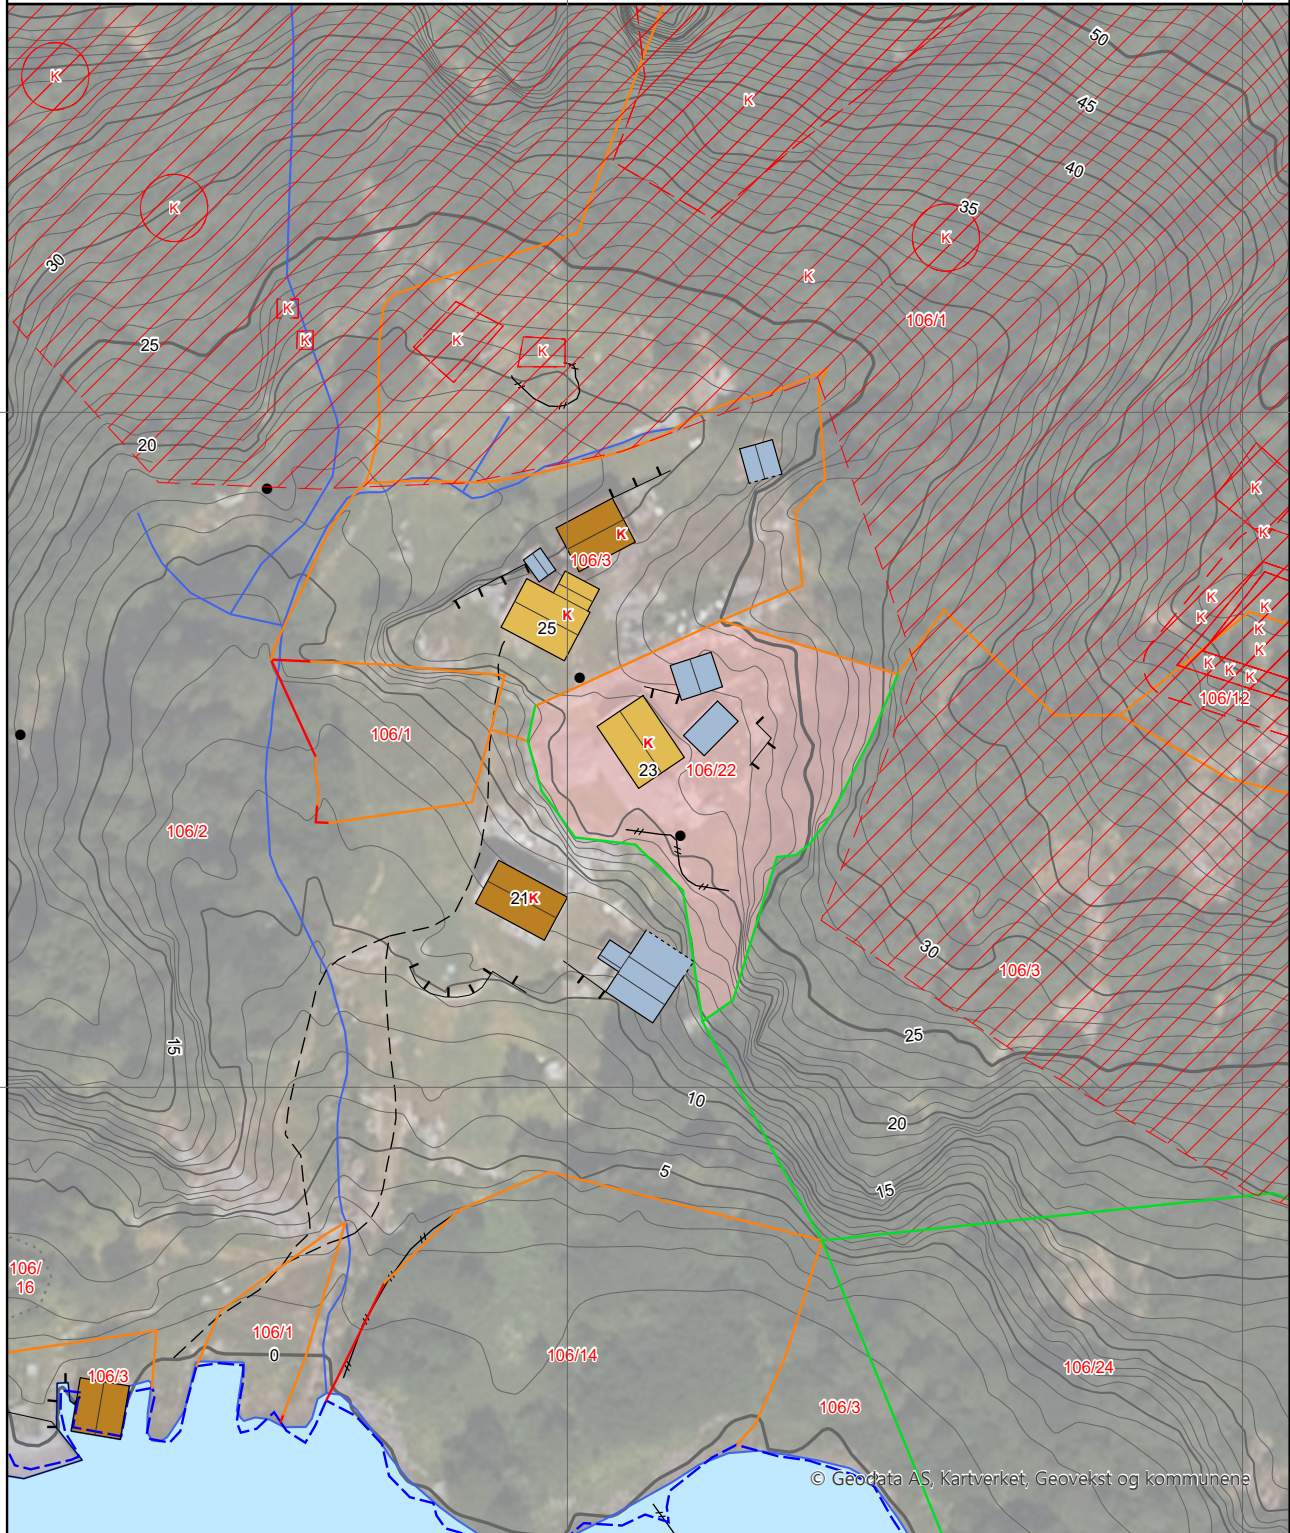 50
K
K
45
40
K
35
K
30
K
K
106/1
K
25
K
K
K
20
K
K
K
106/3
K
K
K
K
25
K
K
K
K
K
106/12
106/1
K
23
106/22
106/2
21K
30
106/3
25
15
10
20
5
15
106/
16
106/1
0
106/14
106/3
106/24
106/3
© Geodata AS, Kartverket, Geovekst og kommunene